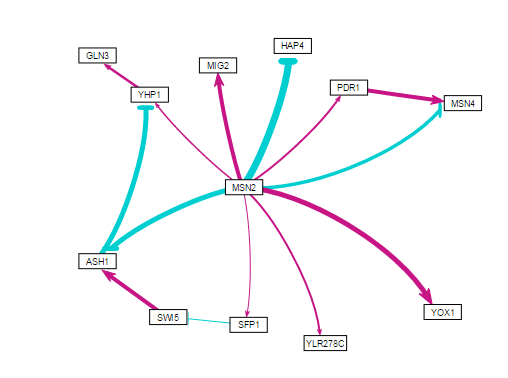 HAP4
GLN3
MIG2
PDR1
YHP1
MSN4
MSN2
ASH1
YOX1
SWI5
SFP1
YLR278C